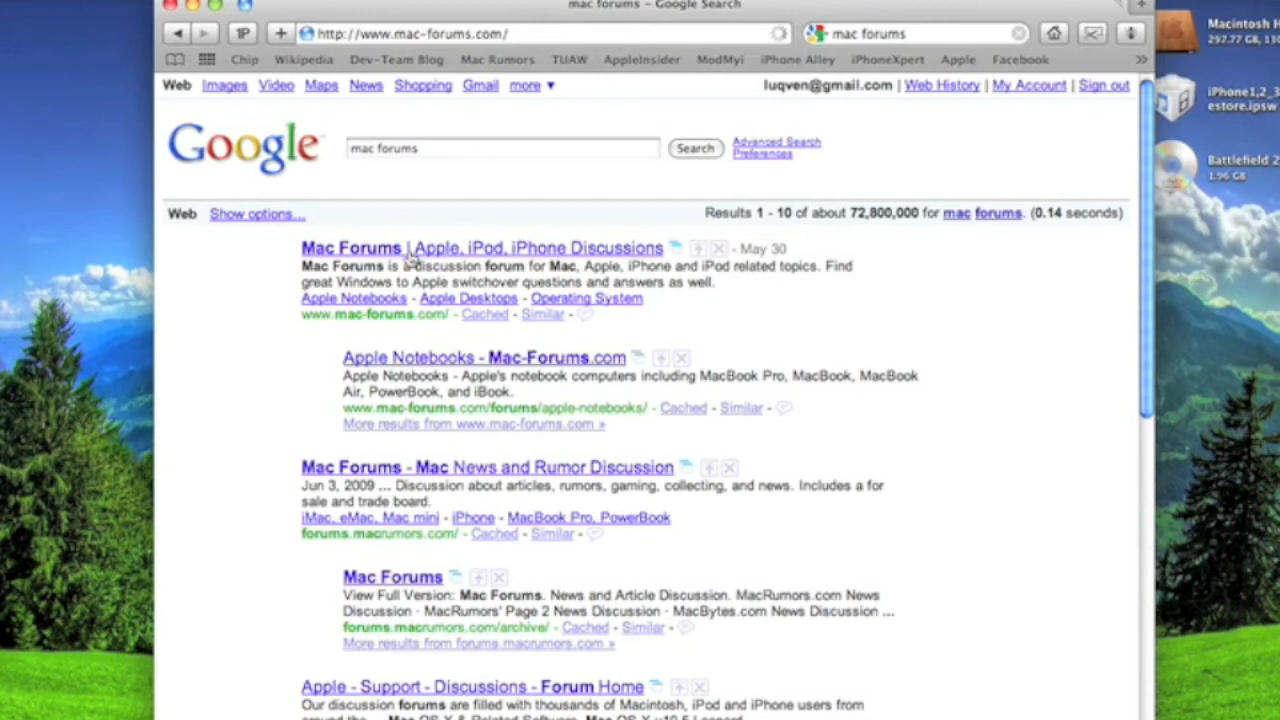 mac forums - Google Search
1P
http://www.mac-forums.com/
mac forums
Macintosh H
297.77 GB, 130
Chip Wikipedia Dev-Team Blog Mac Rumors TUAW AppleInsider ModMyi iPhone Alley iPhoneXpert Apple Facebook »
Web Images Video Maps News Shopping Gmail more ▼
luqven@gmail.com | Web History | My Account | Sign out
iPhone1,2_3
estore.ipsw
Google
mac forums
Search
Advanced Search
Preferences
Battlefield 2
1.96 GB
Web Show options...
Results 1 - 10 of about 72,800,000 for mac forums. (0.14 seconds)
Mac Forums | Apple, iPod, iPhone Discussions - May 30
Mac Forums is a discussion forum for Mac, Apple, iPhone and iPod related topics. Find
great Windows to Apple switchover questions and answers as well.
Apple Notebooks - Apple Desktops - Operating System
www.mac-forums.com/ - Cached - Similar -
Apple Notebooks - Mac-Forums.com
Apple Notebooks - Apple's notebook computers including MacBook Pro, MacBook, MacBook
Air, PowerBook, and iBook.
www.mac-forums.com/forums/apple-notebooks/ - Cached - Similar -
More results from www.mac-forums.com »
Mac Forums - Mac News and Rumor Discussion
Jun 3, 2009 ... Discussion about articles, rumors, gaming, collecting, and news. Includes a for
sale and trade board.
iMac, eMac, Mac mini - iPhone - MacBook Pro, PowerBook
forums.macrumors.com/ - Cached - Similar -
Mac Forums
View Full Version: Mac Forums. News and Article Discussion. MacRumors.com News
Discussion · MacRumors' Page 2 News Discussion · MacBytes.com News Discussion ...
forums.macrumors.com/archive/ - Cached - Similar -
More results from forums.macrumors.com »
Apple - Support - Discussions - Forum Home
Our discussion forums are filled with thousands of Macintosh, iPod and iPhone users from
around the ... Mac OS X & Related Software. Mac OS X v10.5 Leopard